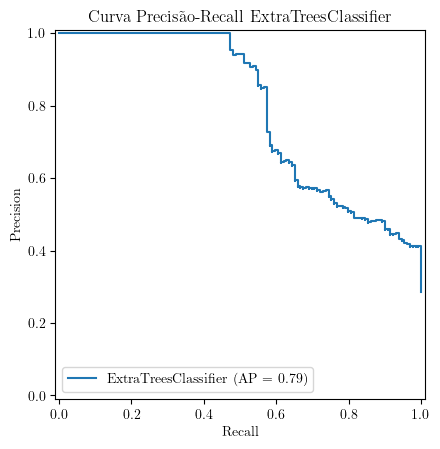 Curva Precisão-Recall ExtraTreesClassifier
1.0
0.8
0.6
0.4
0.2
0.0
Precision
ExtraTreesClassifier (AP = 0.79)
0.0 0.2 0.4 0.6 0.8 1.0
Recall